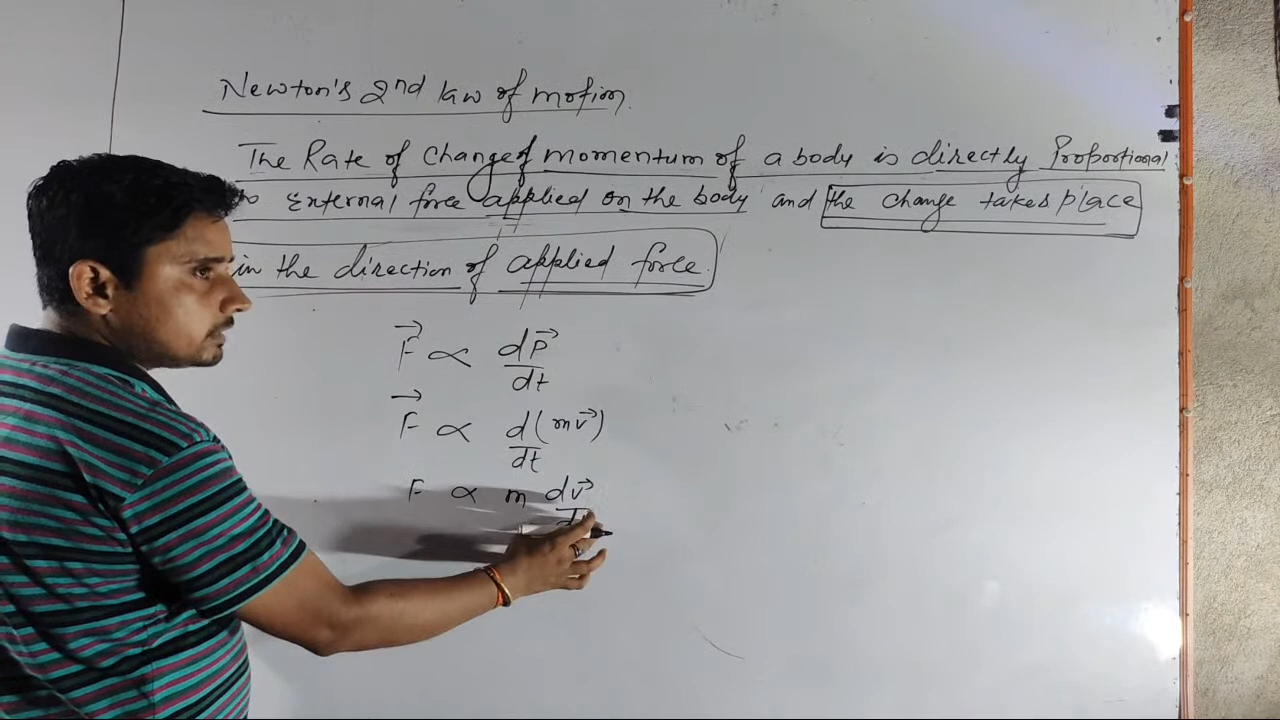 Newton's 2nd law of motion.
The Rate of change of momentum of a body is directly Proportional
External force applied on the body and the change takes place
in the direction of applied force.
F⃗ ∝ dP⃗/dt
F⃗ ∝ d(mv⃗)/dt
F ∝ m dv⃗